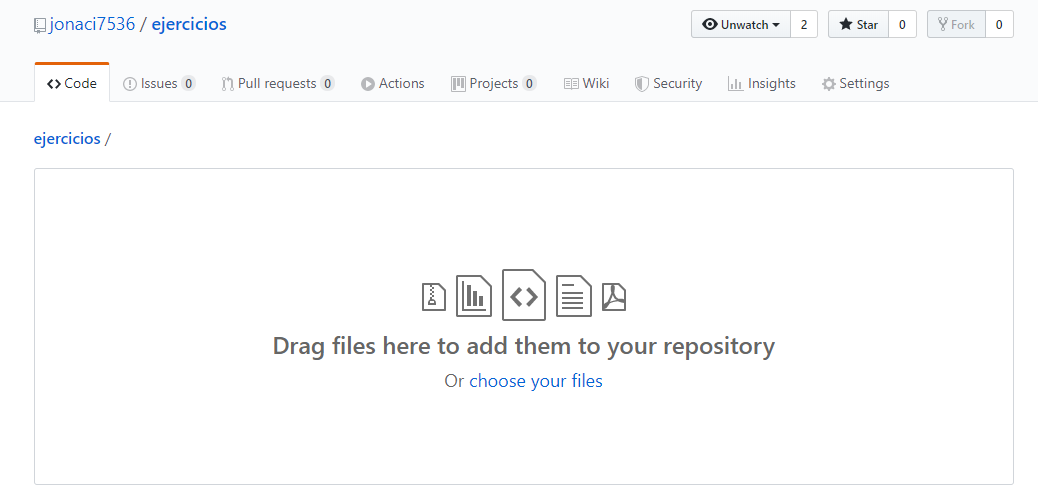 jonaci7536 / ejercicios
Unwatch 2 Star 0 Fork 0
Code Issues 0 Pull requests 0 Actions Projects 0 Wiki Security Insights Settings
ejercicios /
Drag files here to add them to your repository
Or choose your files